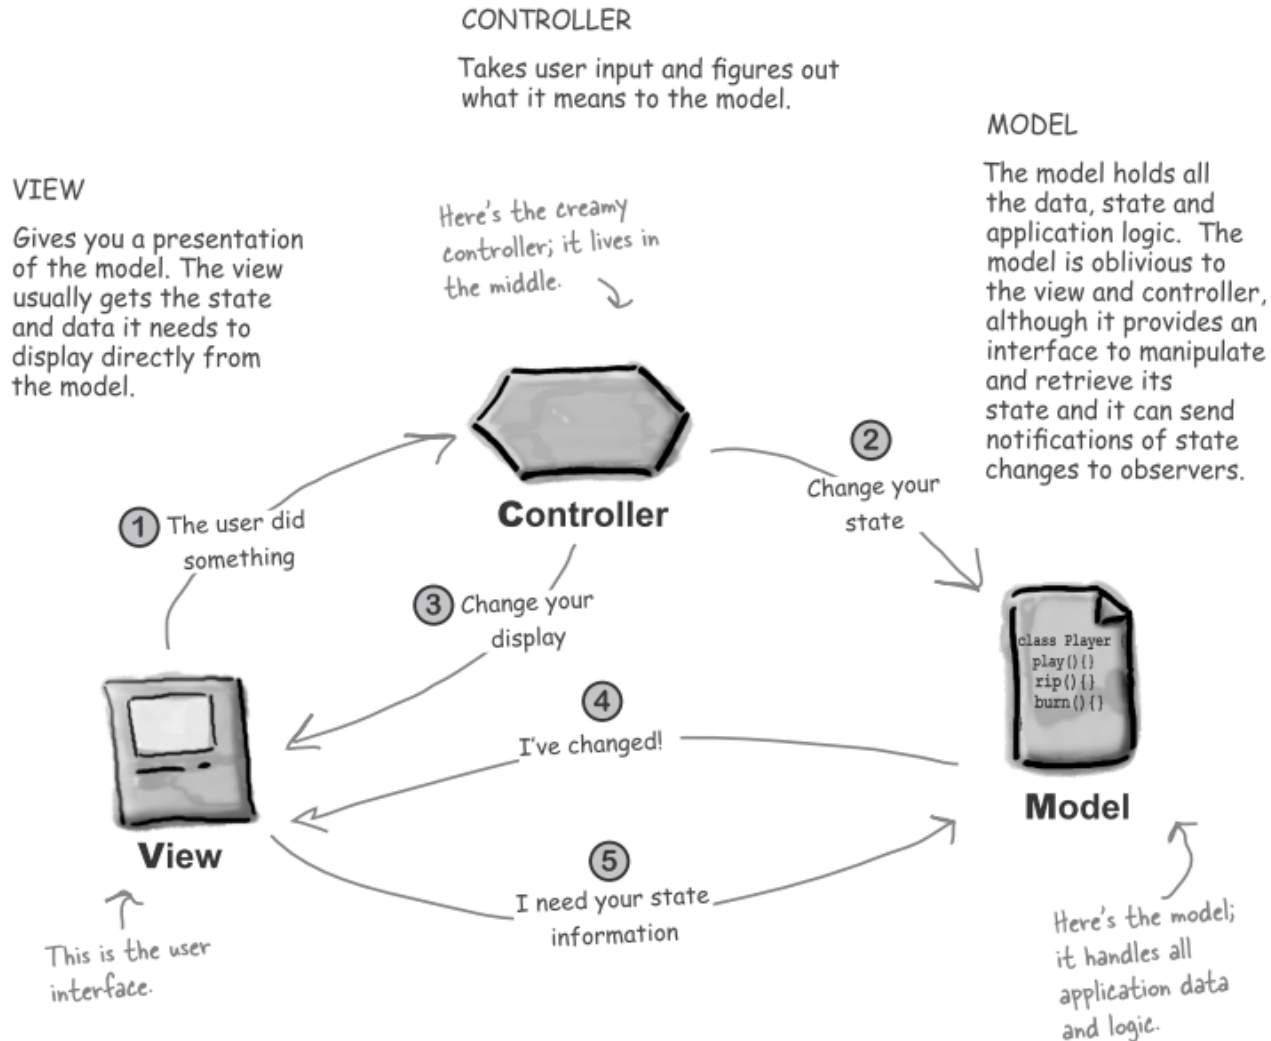 CONTROLLER
Takes user input and figures out
what it means to the model.
MODEL
The model holds all
the data, state and
application logic. The
model is oblivious to
the view and controller,
although it provides an
interface to manipulate
and retrieve its
state and it can send
notifications of state
changes to observers.
VIEW
Gives you a presentation
of the model. The view
usually gets the state
and data it needs to
display directly from
the model.
Here's the creamy
controller; it lives in
the middle.
Controller
1
The user did
something
2
Change your
state
3
Change your
display
4
I've changed!
5
I need your state
information
class Player {
play(){}
rip(){}
burn(){}
Model
View
This is the user
interface.
Here's the model;
it handles all
application data
and logic.